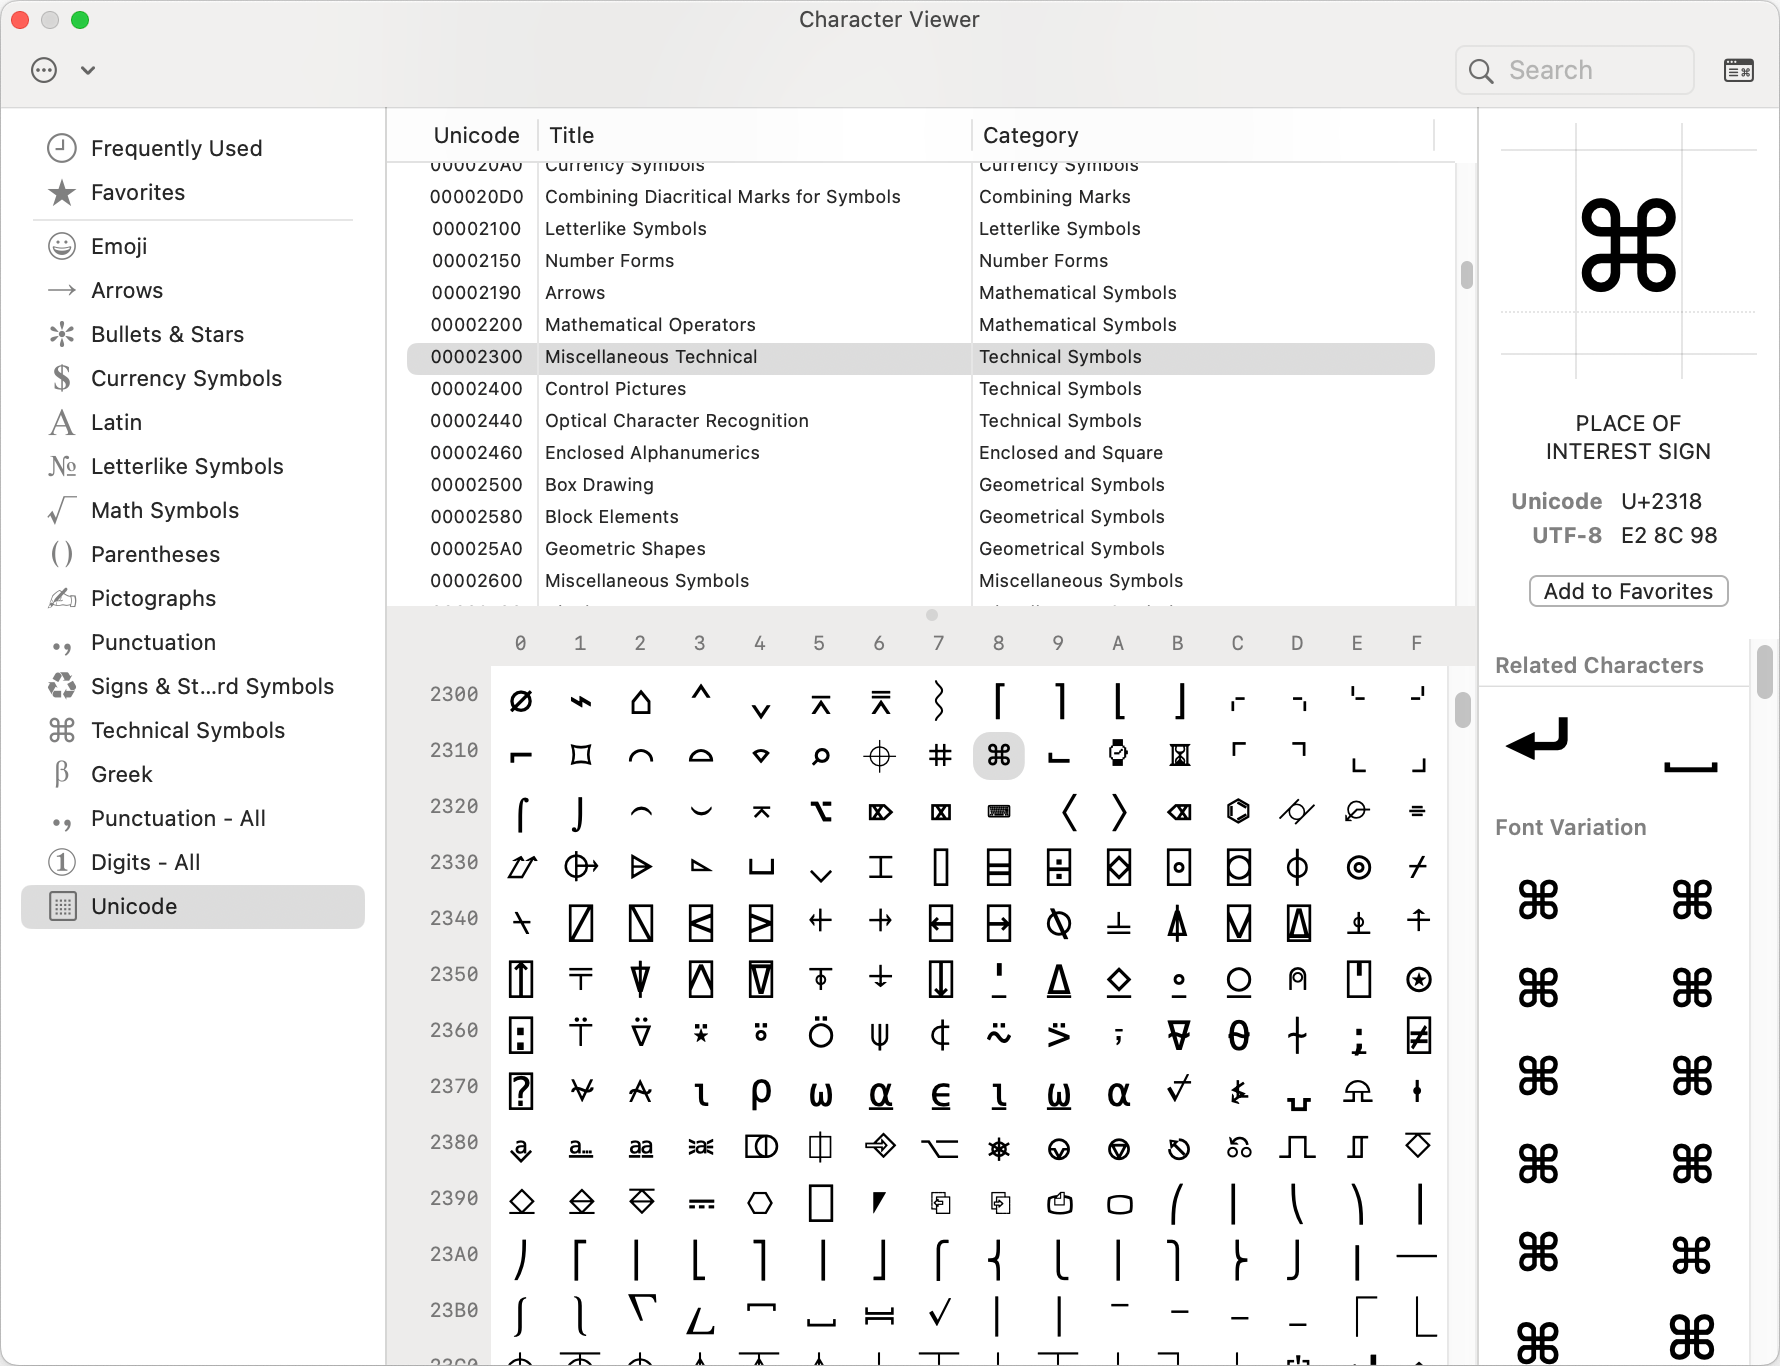 Character Viewer
Search
Frequently Used
Favorites
Emoji
Arrows
Bullets & Stars
Currency Symbols
Latin
Letterlike Symbols
Math Symbols
Parentheses
Pictographs
Punctuation
Signs & St...rd Symbols
Technical Symbols
Greek
Punctuation - All
Digits - All
Unicode
Unicode Title Category
000020A0 Currency Symbols Currency Symbols
000020D0 Combining Diacritical Marks for Symbols Combining Marks
00002100 Letterlike Symbols Letterlike Symbols
00002150 Number Forms Number Forms
00002190 Arrows Mathematical Symbols
00002200 Mathematical Operators Mathematical Symbols
00002300 Miscellaneous Technical Technical Symbols
00002400 Control Pictures Technical Symbols
00002440 Optical Character Recognition Technical Symbols
00002460 Enclosed Alphanumerics Enclosed and Square
00002500 Box Drawing Geometrical Symbols
00002580 Block Elements Geometrical Symbols
000025A0 Geometric Shapes Geometrical Symbols
00002600 Miscellaneous Symbols Miscellaneous Symbols
0 1 2 3 4 5 6 7 8 9 A B C D E F
2300 ⌀ ⌁ ⌂ ⌃ ⌄ ⌅ ⌆ ⌇ ⌈ ⌉ ⌊ ⌋ ⌌ ⌍ ⌎ ⌏
2310 ⌐ ⌑ ⌒ ⌓ ⌔ ⌕ ⌖ ⌗ ⌘ ⌙ ⌚ ⌛ ⌜ ⌝ ⌞ ⌟
2320 ⌠ ⌡ ⌢ ⌣ ⌤ ⌥ ⌦ ⌧ ⌨ 〈 〉 ⌫ ⌬ ⌭ ⌮ ⌯
2330 ⌰ ⌱ ⌲ ⌳ ⌴ ⌵ ⌶ ⌷ ⌸ ⌹ ⌺ ⌻ ⌼ ⌽ ⌾ ⌿
2340 ⍀ ⍁ ⍂ ⍃ ⍄ ⍅ ⍆ ⍇ ⍈ ⍉ ⍊ ⍋ ⍌ ⍍ ⍎ ⍏
2350 ⍐ ⍑ ⍒ ⍓ ⍔ ⍕ ⍖ ⍗ ⍘ ⍙ ⍚ ⍛ ⍜ ⍝ ⍞ ⍟
2360 ⍠ ⍡ ⍢ ⍣ ⍤ ⍥ ⍦ ⍧ ⍨ ⍩ ⍪ ⍫ ⍬ ⍭ ⍮ ⍯
2370 ⍰ ⍱ ⍲ ⍳ ⍴ ⍵ ⍶ ⍷ ⍸ ⍹ ⍺ ⍻ ⍼ ⍽ ⍾ ⍿
2380 ⎀ ⎁ ⎂ ⎃ ⎄ ⎅ ⎆ ⎇ ⎈ ⎉ ⎊ ⎋ ⎌ ⎍ ⎎ ⎏
2390 ⎐ ⎑ ⎒ ⎓ ⎔ ⎕ ⎖ ⎗ ⎘ ⎙ ⎚ ⎛ ⎜ ⎝ ⎞ ⎟
23A0 ⎠ ⎡ ⎢ ⎣ ⎤ ⎥ ⎦ ⎧ ⎨ ⎩ ⎪ ⎫ ⎬ ⎭ ⎮ ⎯
23B0 ⎰ ⎱ ⎲ ⎳ ⎴ ⎵ ⎶ ⎷ ⎸ ⎹ ⎺ ⎻ ⎼ ⎽ ⎾ ⎿
⌘
PLACE OF
INTEREST SIGN
Unicode U+2318
UTF-8 E2 8C 98
Add to Favorites
Related Characters
Font Variation
⌘ ⌘
⌘ ⌘
⌘ ⌘
⌘ ⌘
⌘ ⌘
⌘ ⌘